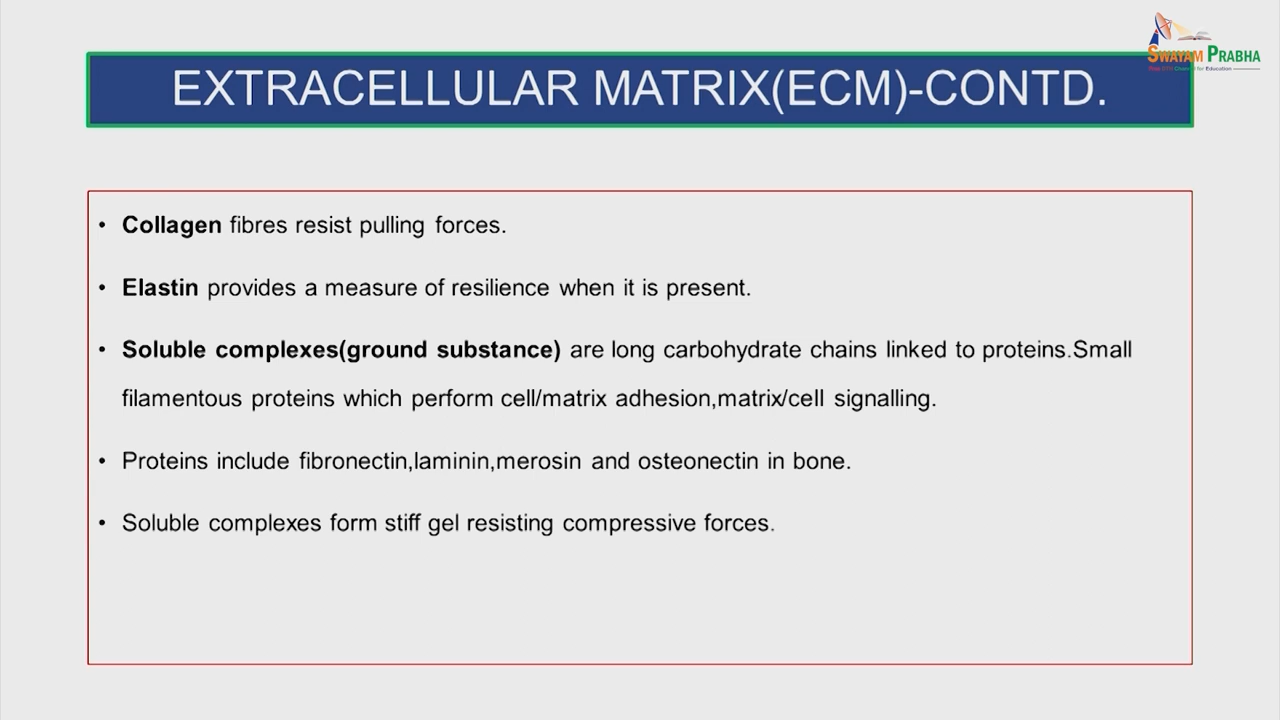 SWAYAM PRABHA
EXTRACELLULAR MATRIX(ECM)-CONTD.
• Collagen fibres resist pulling forces.
• Elastin provides a measure of resilience when it is present.
• Soluble complexes(ground substance) are long carbohydrate chains linked to proteins.Small
filamentous proteins which perform cell/matrix adhesion,matrix/cell signalling.
• Proteins include fibronectin,laminin,merosin and osteonectin in bone.
• Soluble complexes form stiff gel resisting compressive forces.